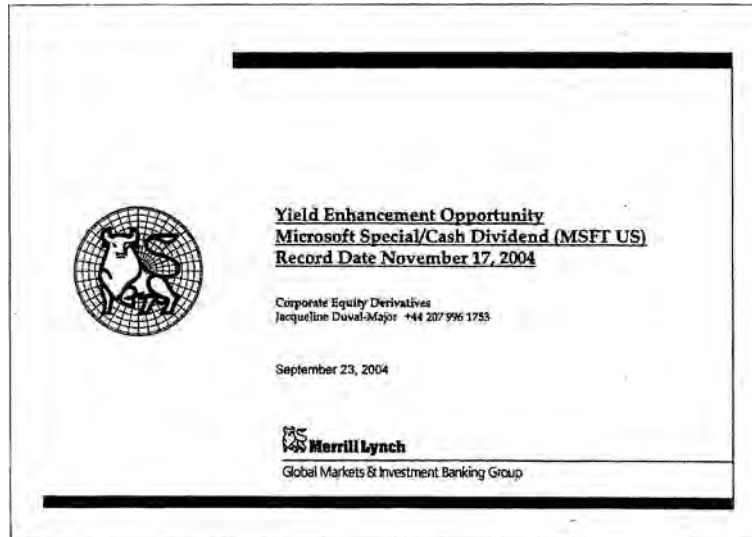 Yield Enhancement Opportunity
Microsoft Special/Cash Dividend (MSFT US)
Record Date November 17, 2004
Corporate Equity Derivatives
Jacqueline Duval-Major +44 207 996 1753
September 23, 2004
Merrill Lynch
Global Markets & Investment Banking Group